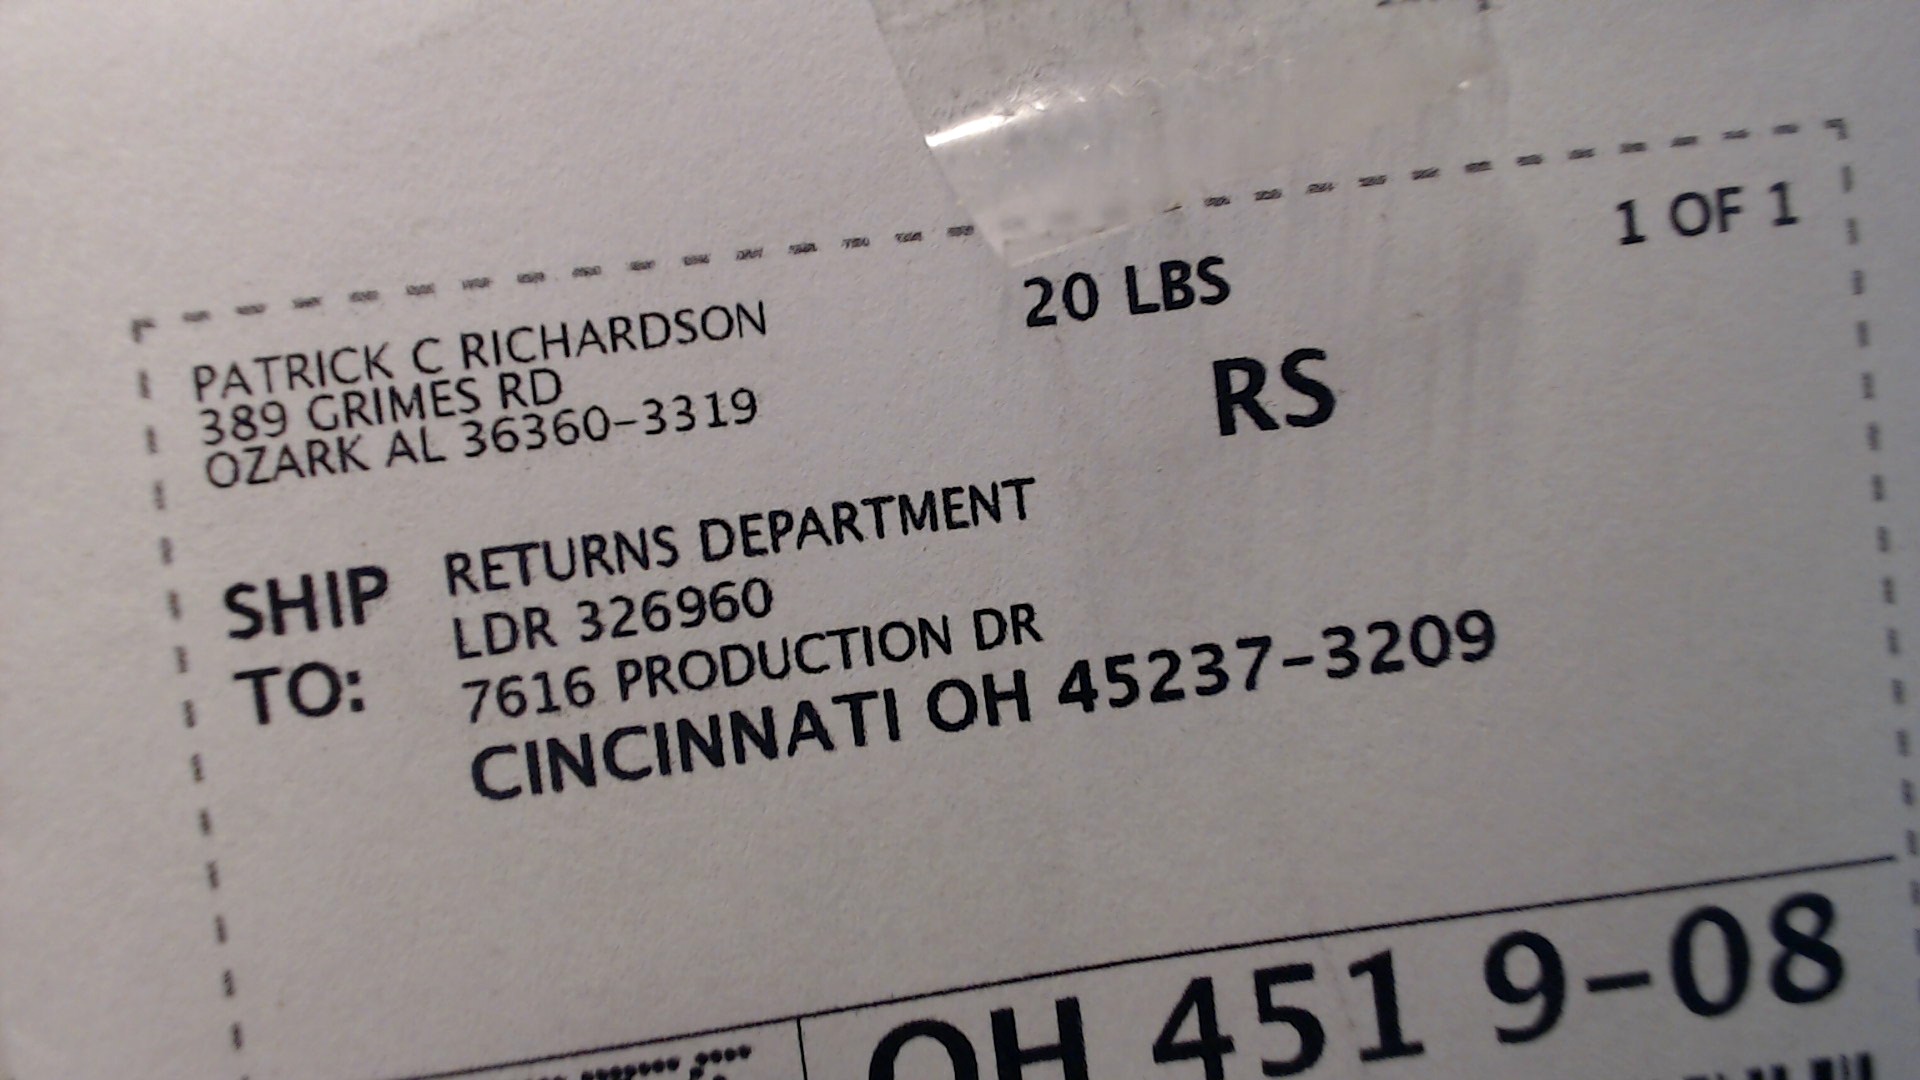 PATRICK C RICHARDSON
389 GRIMES RD
OZARK AL 36360-3319
20 LBS
1 OF 1
RS
SHIP TO:
RETURNS DEPARTMENT
LDR 326960
7616 PRODUCTION DR
CINCINNATI OH 45237-3209
OH 451 9-08